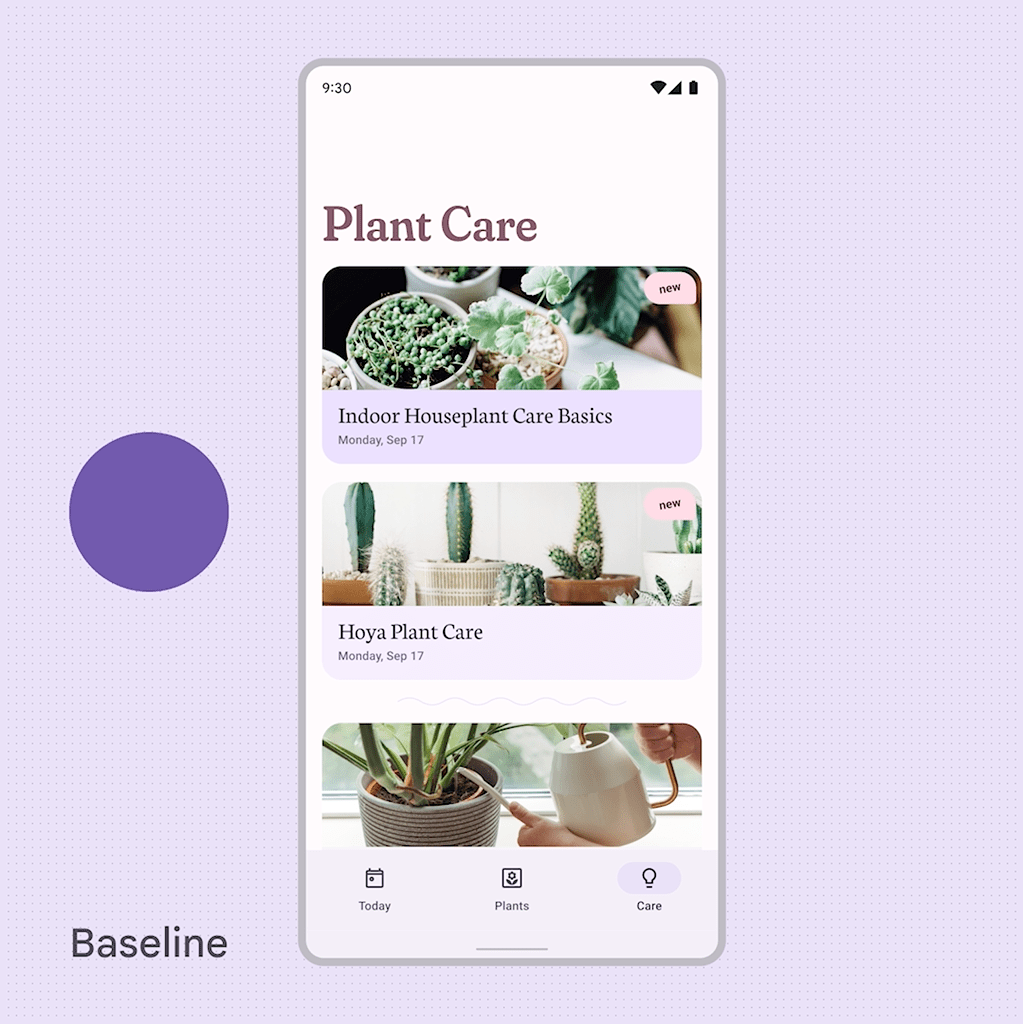 9:30
Plant Care
new
Indoor Houseplant Care Basics
Monday, Sep 17
new
Hoya Plant Care
Monday, Sep 17
Today
Plants
Care
Baseline